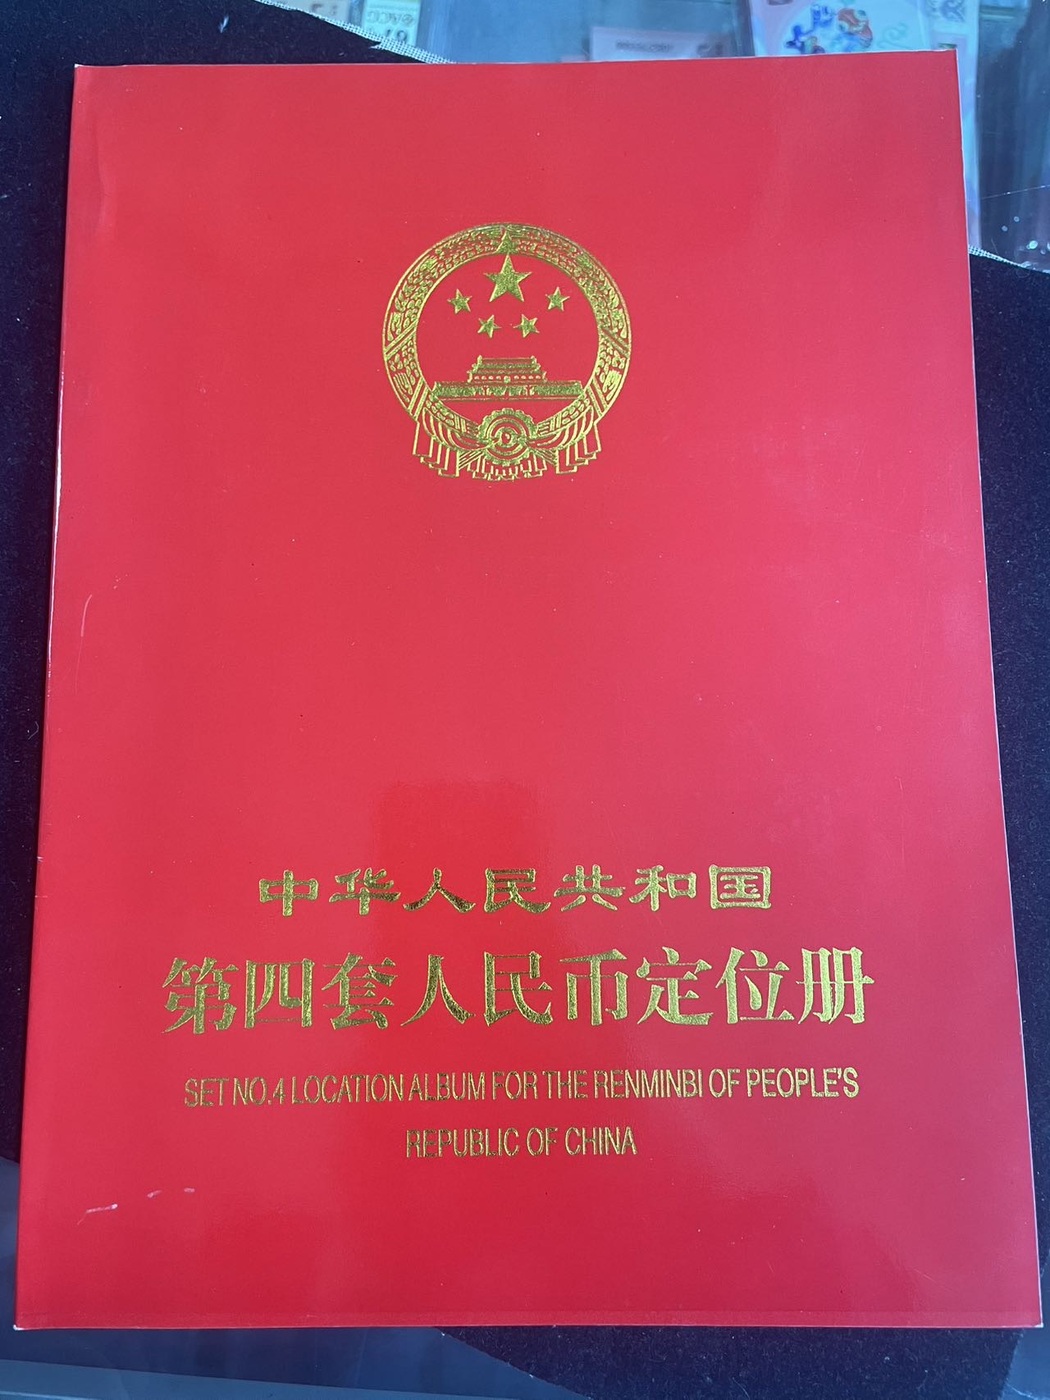 中华人民共和国
第四套人民币定位册
SET NO.4 LOCATION ALBUM FOR THE RENMINBI OF PEOPLE'S
REPUBLIC OF CHINA